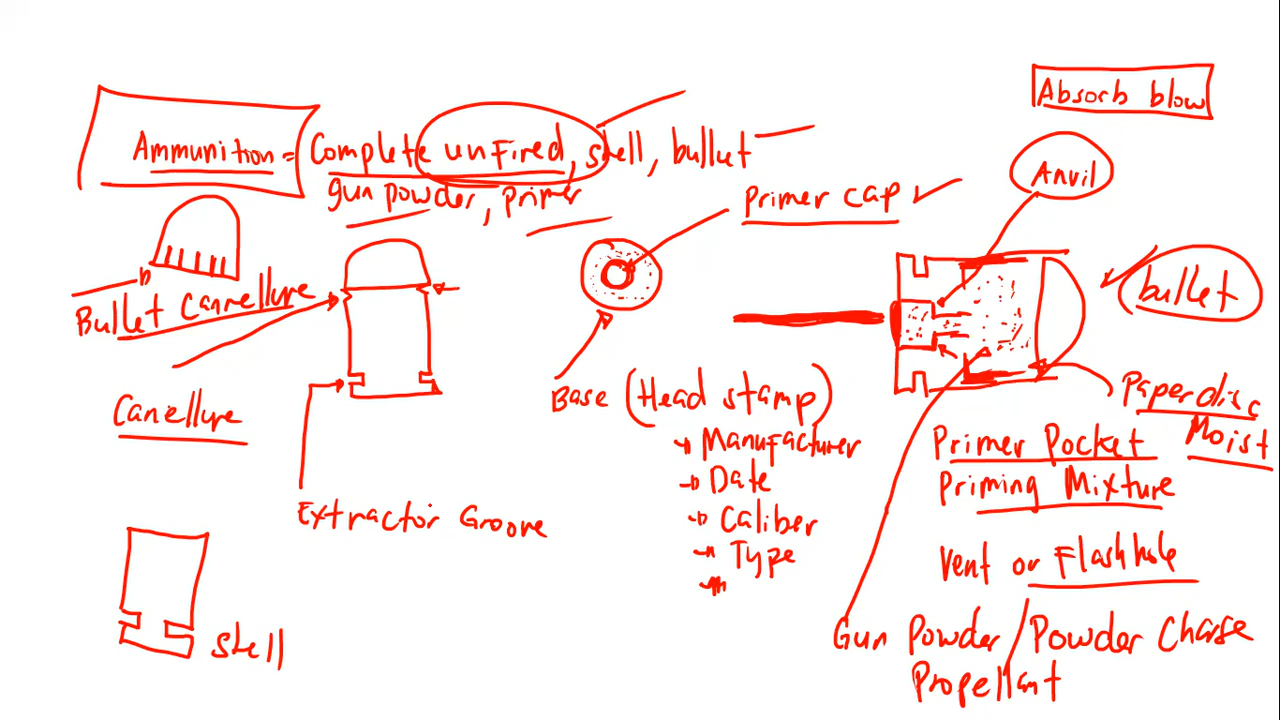 Absorb blow
Ammunition = Complete unfired, shell, bullet
gun powder, primer
Anvil
Primer cap
bullet
Bullet Canellure
Canellure
Base (Head stamp)
Manufacturer
Date
Caliber
Type
Paper disc
Moist
Primer Pocket
Priming Mixture
Extractor Groove
Vent or Flashhole
shell
Gun Powder / Powder Charge
Propellant